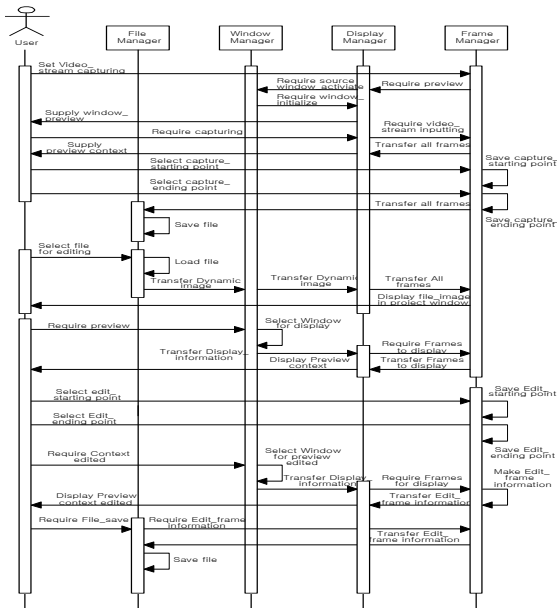 User
File
Manager
Window
Manager
Display
Manager
Frame
Manager
Set Video_
stream capturing
Require source
window_activiate
Require preview
Require window_
initialize
Supply window_
preview
Require capturing
Require video_
stream inputting
Supply
preview context
Transfer all frames
Select capture_
starting point
Save capture_
starting point
Select capture_
ending point
Transfer all frames
Save capture_
ending point
Save file
Select file
for editing
Load file
Transfer Dynamic
image
Transfer Dynamic
image
Transfer All
frames
Display file_image
in project window
Require preview
Select Window
for display
Transfer Display_
information
Require Frames
to display
Display Preview
context
Transfer Frames
to display
Select edit_
starting point
Save Edit_
starting point
Select Edit_
ending point
Save Edit_
ending point
Require Context
edited
Select Window
for preview
edited
Make Edit_
frame
information
Transfer Display_
information
Require Frames
for display
Display Preview
context edited
Transfer Edit_
frame information
Require File_save
Require Edit_frame
information
Transfer Edit_
frame information
Save file